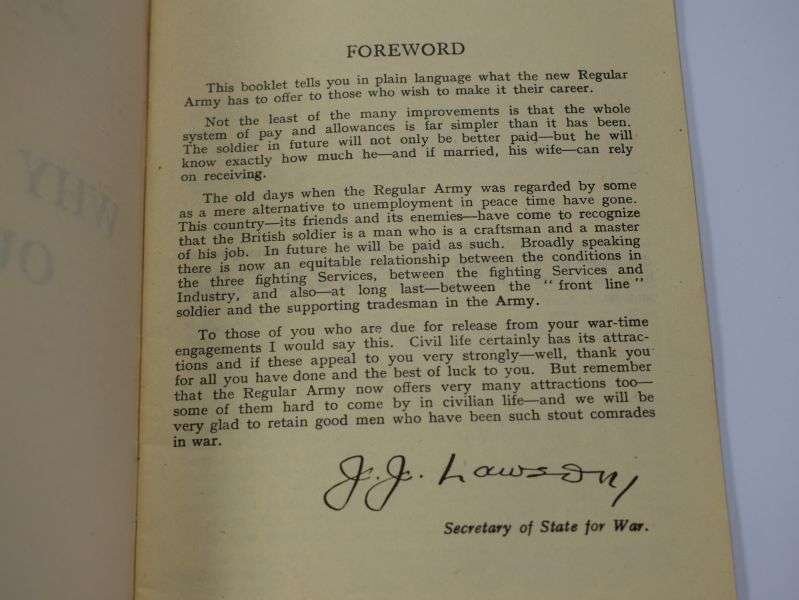 FOREWORD
This booklet tells you in plain language what the new Regular
Army has to offer to those who wish to make it their career.
Not the least of the many improvements is that the whole
system of pay and allowances is far simpler than it has been.
The soldier in future will not only be better paid—but he will
know exactly how much he—and if married, his wife—can rely
on receiving.
The old days when the Regular Army was regarded by some
as a mere alternative to unemployment in peace time have gone.
This country—its friends and its enemies—have come to recognize
that the British soldier is a man who is a craftsman and a master
of his job. In future he will be paid as such. Broadly speaking
there is now an equitable relationship between the conditions in
the three fighting Services, between the fighting Services and
Industry, and also—at long last—between the "front line"
soldier and the supporting tradesman in the Army.
To those of you who are due for release from your war-time
engagements I would say this. Civil life certainly has its attrac-
tions and if these appeal to you very strongly—well, thank you
for all you have done and the best of luck to you. But remember
that the Regular Army now offers very many attractions too—
some of them hard to come by in civilian life—and we will be
very glad to retain good men who have been such stout comrades
in war.
J. J. Lawson,
Secretary of State for War.